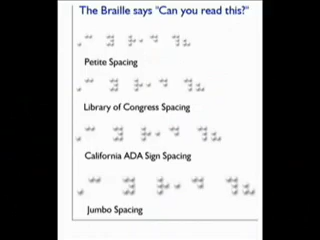 The Braille says "Can you read this?"
Petite Spacing
Library of Congress Spacing
California ADA Sign Spacing
Jumbo Spacing